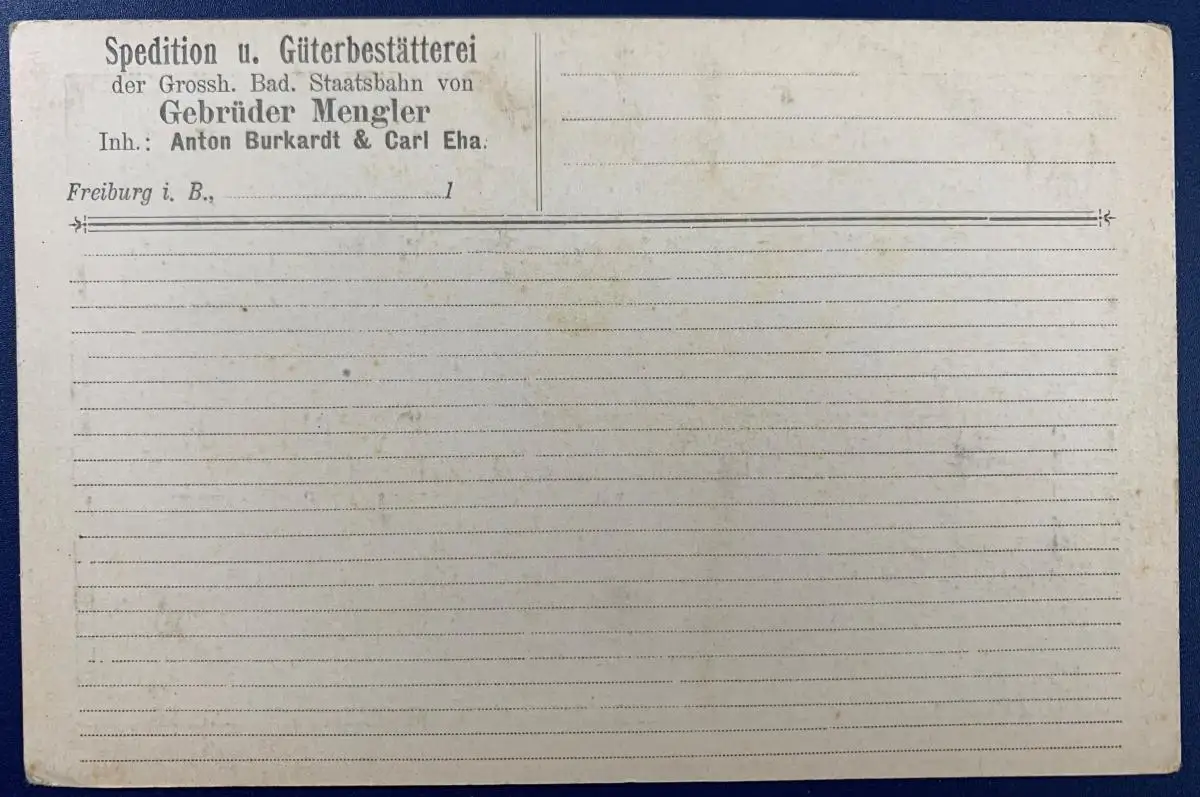 Spedition u. Güterbestätterei
der Grossh. Bad. Staatsbahn von
Gebrüder Mengler
Inh.: Anton Burkardt & Carl Eha.
Freiburg i. B., 1